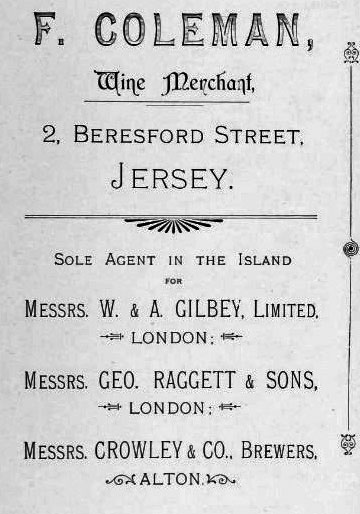 F. COLEMAN,
Wine Merchant,
2, BERESFORD STREET,
JERSEY.
SOLE AGENT IN THE ISLAND
FOR
MESSRS. W. & A. GILBEY, LIMITED,
LONDON;
MESSRS. GEO. RAGGETT & SONS,
LONDON;
MESSRS. CROWLEY & CO., BREWERS,
ALTON.